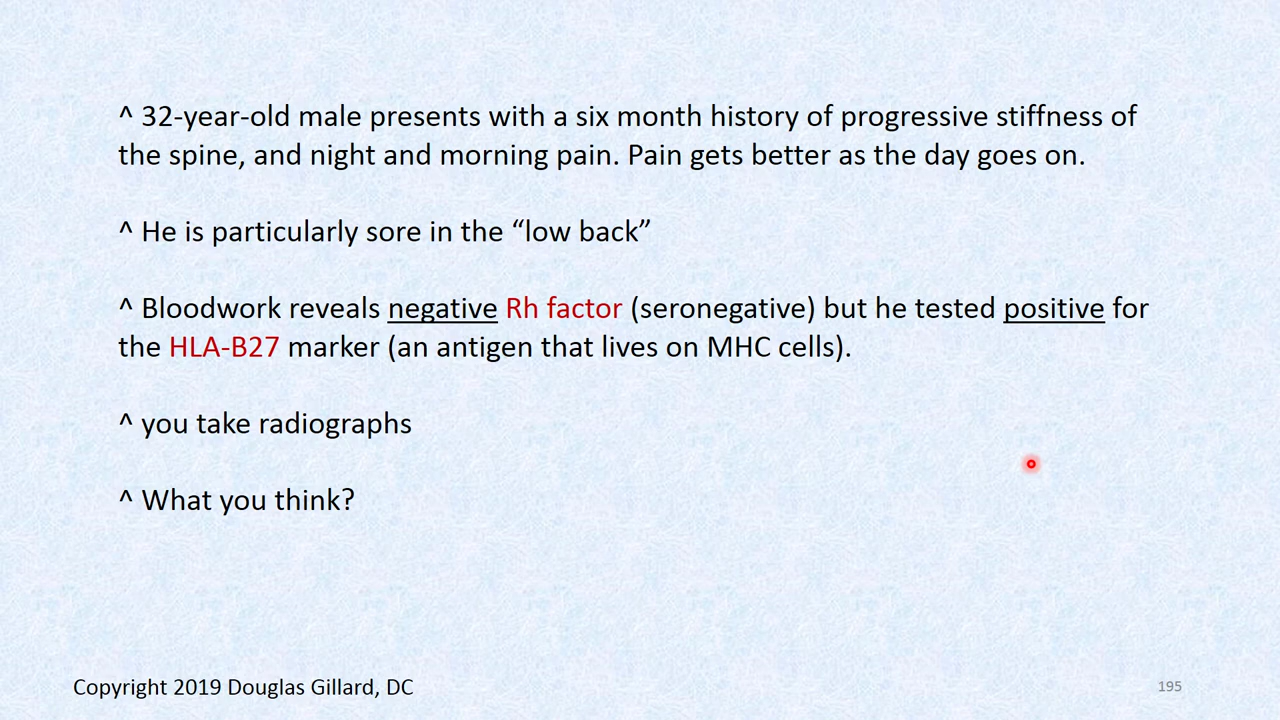 ^ 32-year-old male presents with a six month history of progressive stiffness of
the spine, and night and morning pain. Pain gets better as the day goes on.
^ He is particularly sore in the “low back”
^ Bloodwork reveals negative Rh factor (seronegative) but he tested positive for
the HLA-B27 marker (an antigen that lives on MHC cells).
^ you take radiographs
^ What you think?
Copyright 2019 Douglas Gillard, DC
195